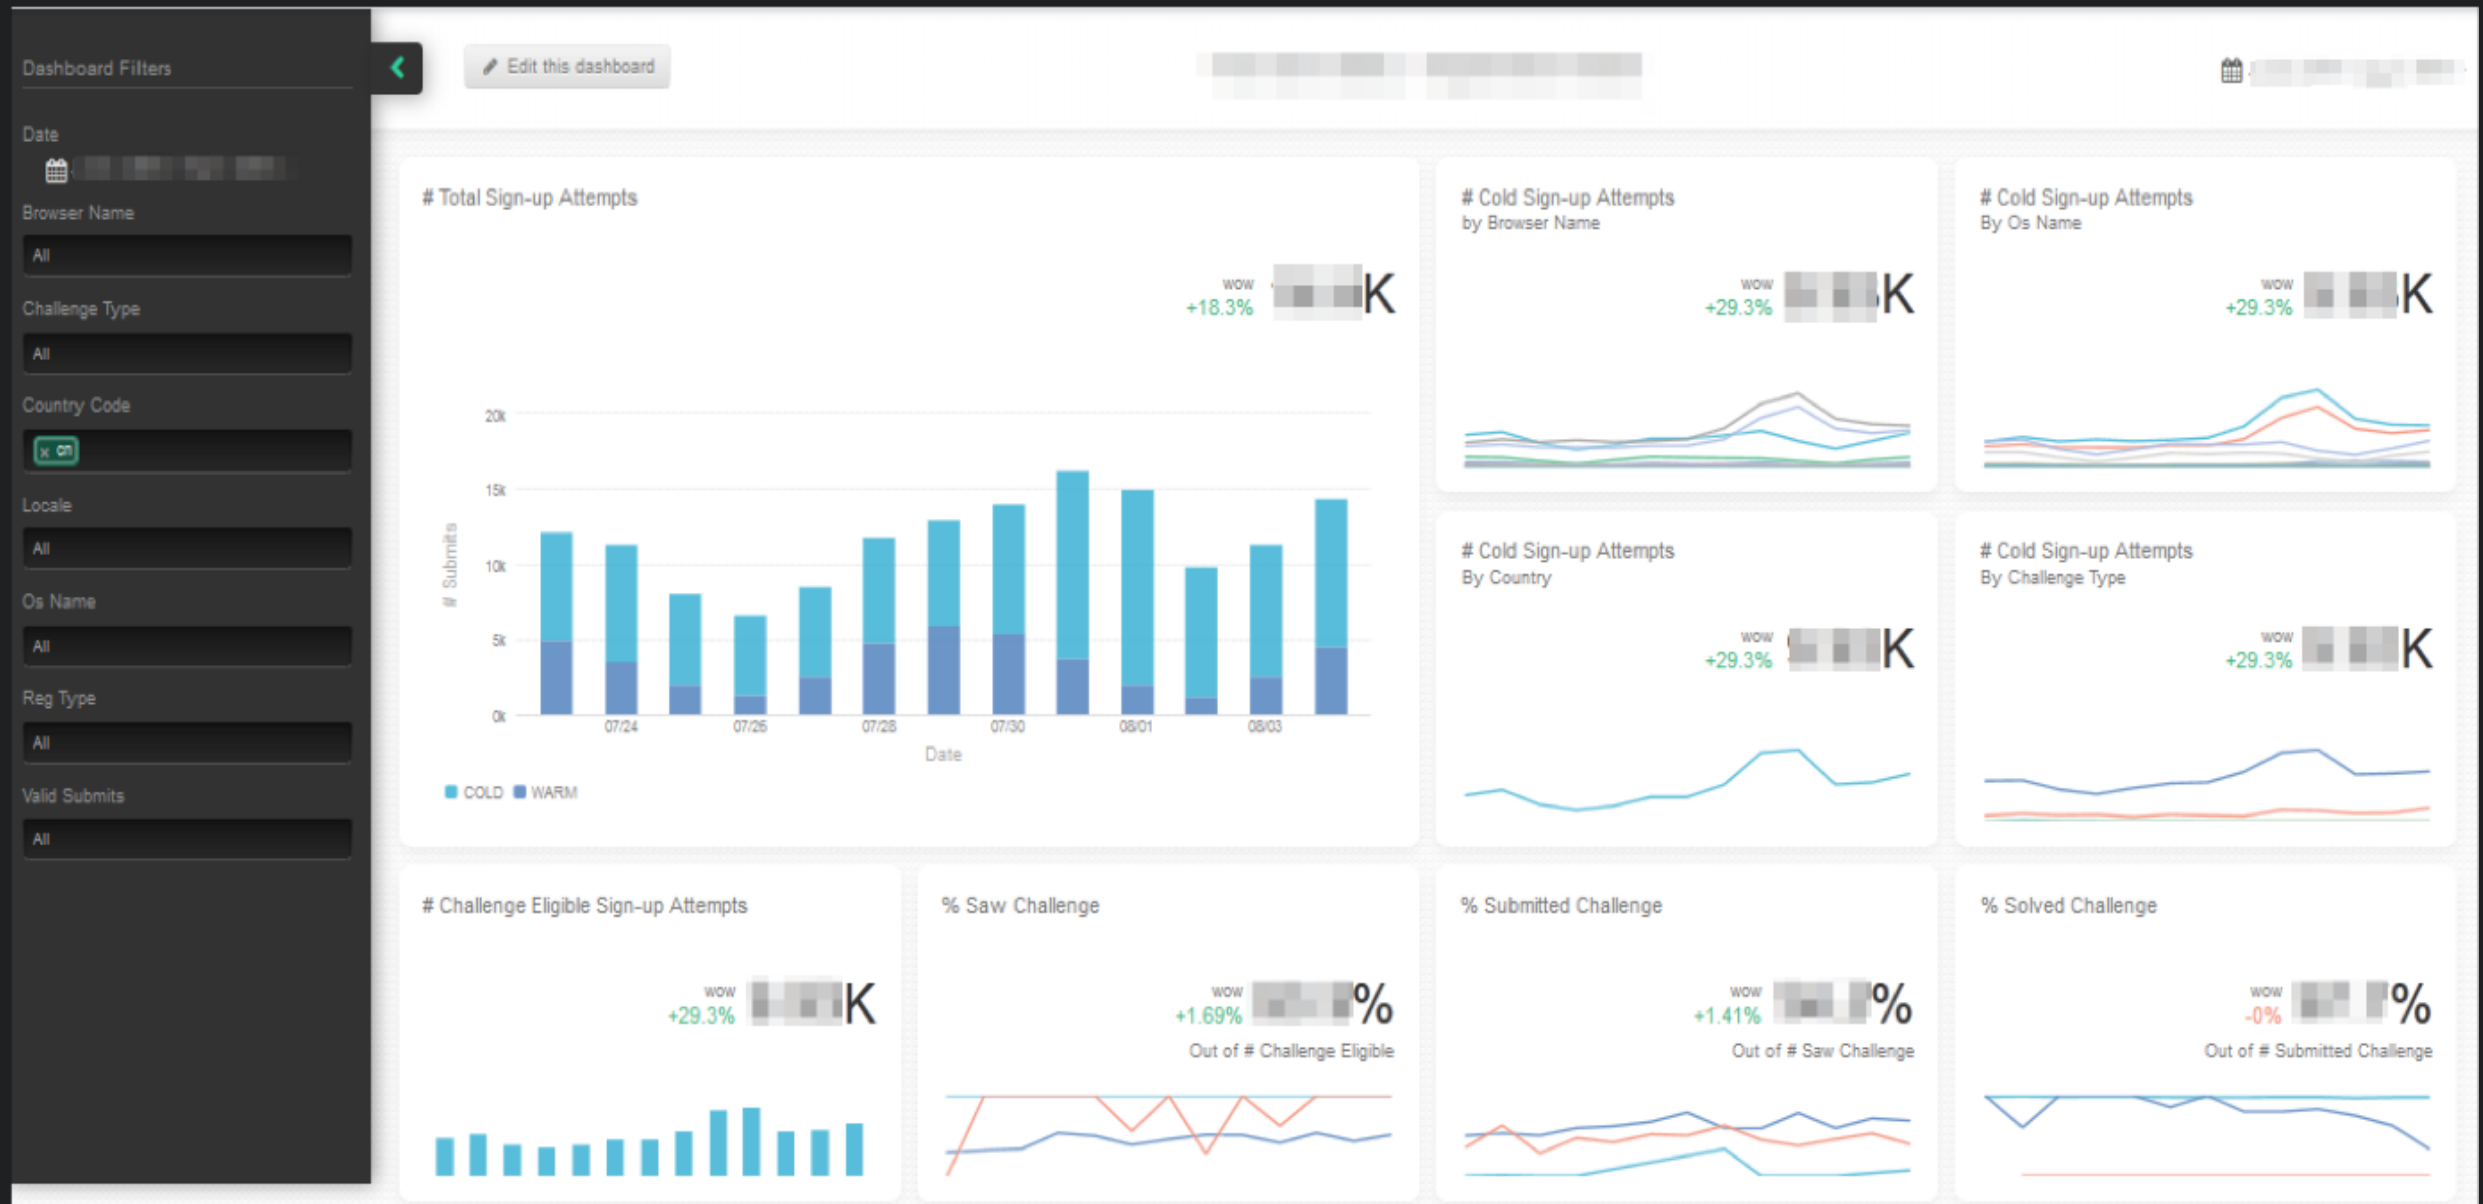 Dashboard Filters
Date
Browser Name
All
Challenge Type
All
Country Code
× cn
Locale
All
Os Name
All
Reg Type
All
Valid Submits
All
Edit this dashboard
# Total Sign-up Attempts
WOW
+18.3%
K
20k
15k
10k
5k
0k
# Submits
07/24
07/26
07/28
07/30
08/01
08/03
Date
COLD
WARM
# Cold Sign-up Attempts
by Browser Name
WOW
+29.3%
K
# Cold Sign-up Attempts
By Os Name
WOW
+29.3%
K
# Cold Sign-up Attempts
By Country
WOW
+29.3%
K
# Cold Sign-up Attempts
By Challenge Type
WOW
+29.3%
K
# Challenge Eligible Sign-up Attempts
WOW
+29.3%
K
% Saw Challenge
WOW
+1.69%
%
Out of # Challenge Eligible
% Submitted Challenge
WOW
+1.41%
%
Out of # Saw Challenge
% Solved Challenge
WOW
-0%
%
Out of # Submitted Challenge